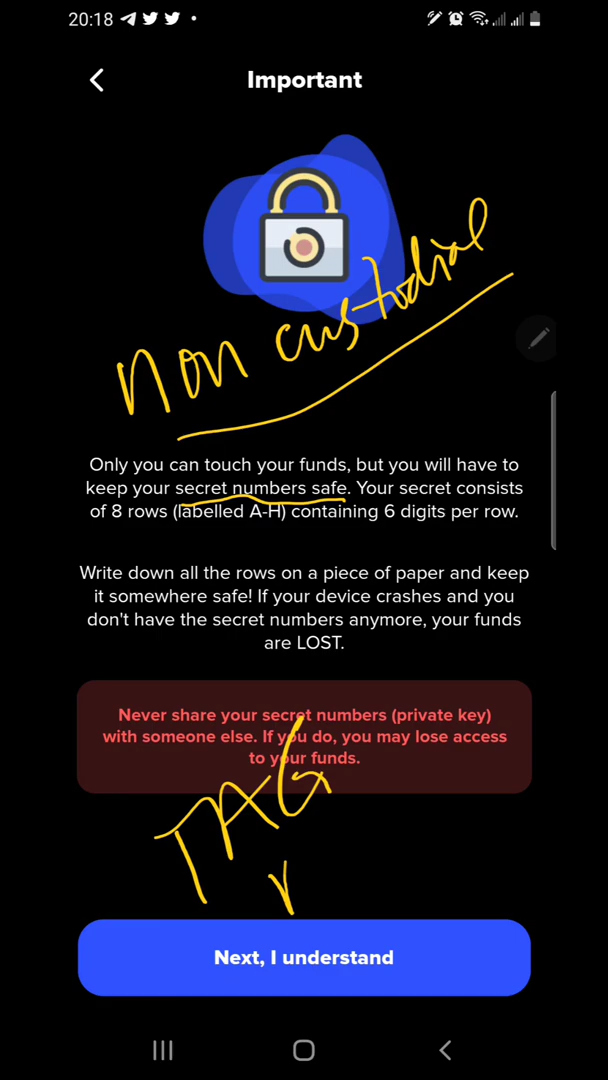 20:18
Important
Non custodial
Only you can touch your funds, but you will have to
keep your secret numbers safe. Your secret consists
of 8 rows (labelled A-H) containing 6 digits per row.
Write down all the rows on a piece of paper and keep
it somewhere safe! If your device crashes and you
don't have the secret numbers anymore, your funds
are LOST.
Never share your secret numbers (private key)
with someone else. If you do, you may lose access
to your funds.
TAG
Next, I understand